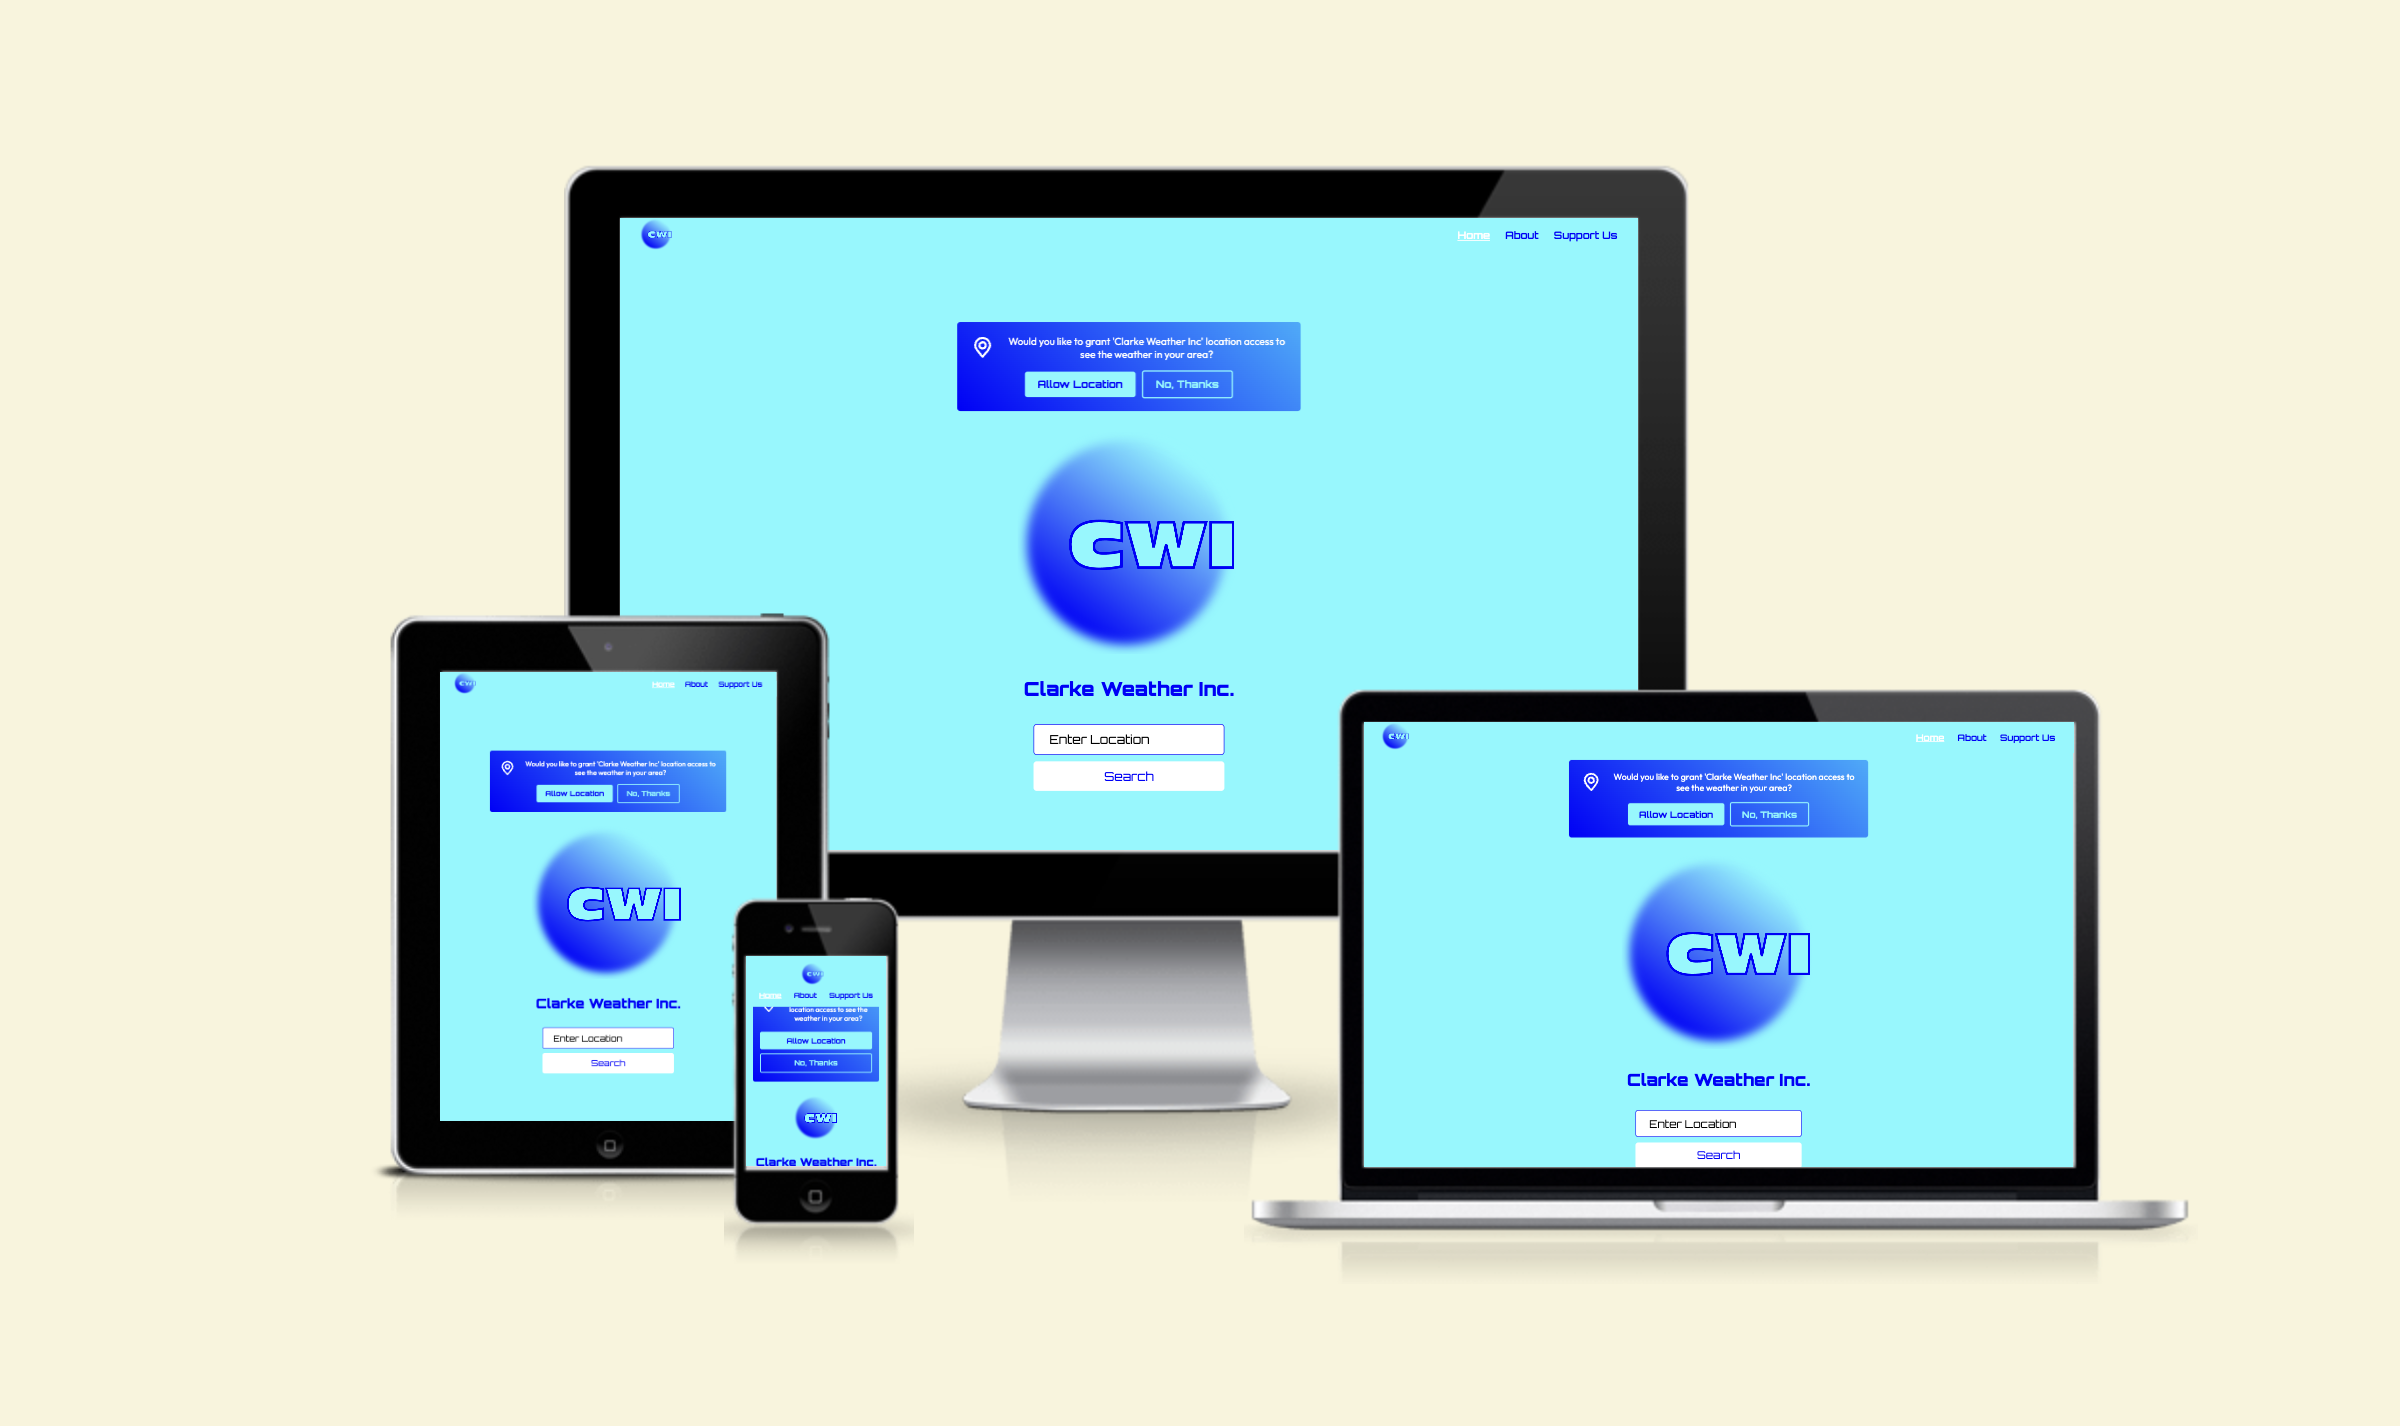 CWI
Home About Support Us
Would you like to grant 'Clarke Weather Inc' location access to
see the weather in your area?
Allow Location No, Thanks
CWI
Clarke Weather Inc.
Enter Location
Search
CWI
Home About Support Us
Would you like to grant 'Clarke Weather Inc' location access to
see the weather in your area?
Allow Location No, Thanks
CWI
Clarke Weather Inc.
Enter Location
Search
CWI
Home About Support Us
location access to see the
weather in your area?
Allow Location
No, Thanks
CWI
Clarke Weather Inc.
CWI
Home About Support Us
Would you like to grant 'Clarke Weather Inc' location access to
see the weather in your area?
Allow Location No, Thanks
CWI
Clarke Weather Inc.
Enter Location
Search